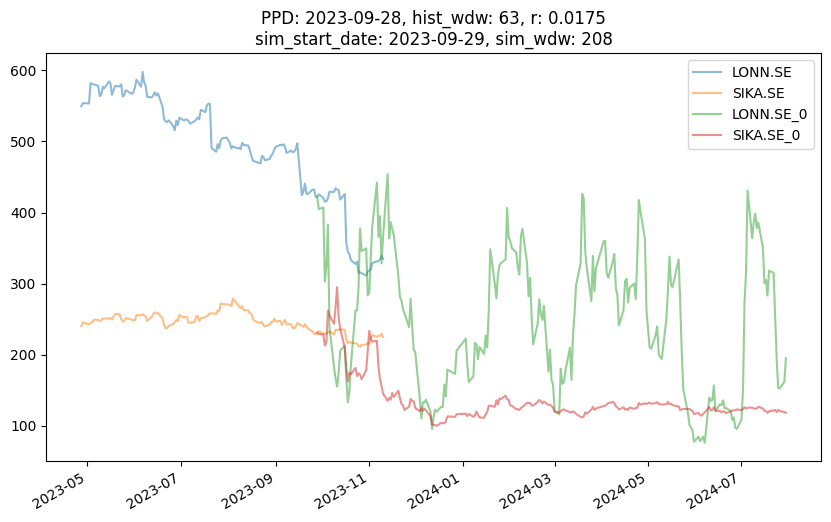 PPD: 2023-09-28, hist_wdw: 63, r: 0.0175
sim_start_date: 2023-09-29, sim_wdw: 208
600
500
400
300
200
100
LONN.SE
SIKA.SE
LONN.SE_0
SIKA.SE_0
2023-05
2023-07
2023-09
2023-11
2024-01
2024-03
2024-05
2024-07